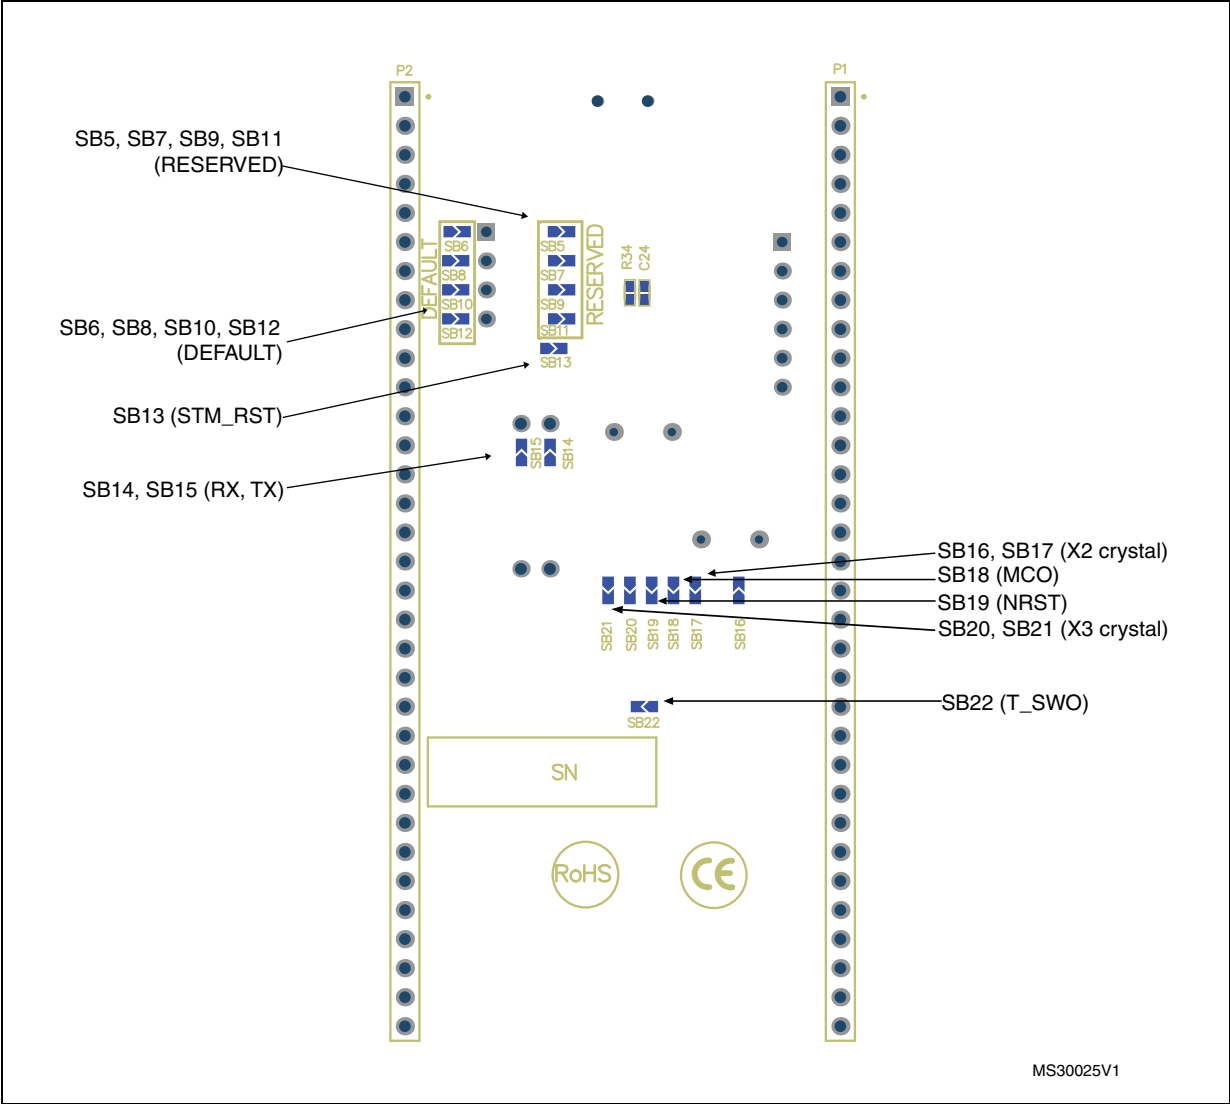 P2
P1
SB5, SB7, SB9, SB11
(RESERVED)
SB6
SB8
SB10
SB12
DEFAULT
SB5
SB7
SB9
SB11
RESERVED
R34
C24
SB6, SB8, SB10, SB12
(DEFAULT)
SB13
SB13 (STM_RST)
SB15
SB14
SB14, SB15 (RX, TX)
SB16, SB17 (X2 crystal)
SB18 (MCO)
SB19 (NRST)
SB20, SB21 (X3 crystal)
SB21
SB20
SB19
SB18
SB17
SB16
SB22 (T_SWO)
SB22
SN
RoHS
CE
MS30025V1